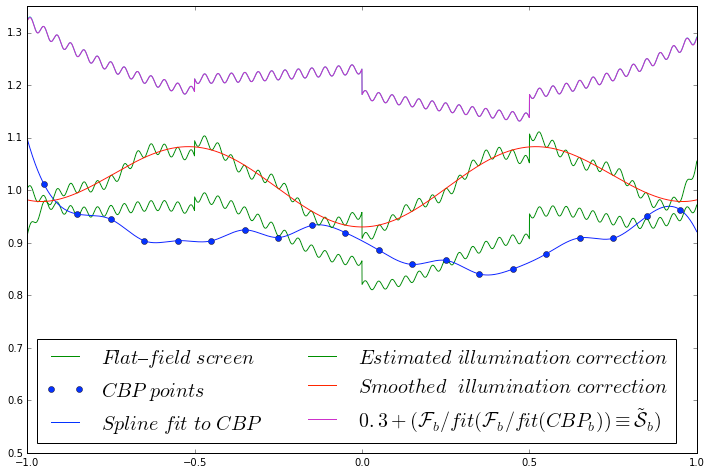 1.3
1.2
1.1
1.0
0.9
0.8
0.7
0.6
0.5
−1.0 −0.5 0.0 0.5 1.0
Flat–field screen
CBP points
Spline fit to CBP
Estimated illumination correction
Smoothed illumination correction
0.3 + (ℱ_b/fit(ℱ_b/fit(CBP_b)) ≡ 𝒮̃_b)